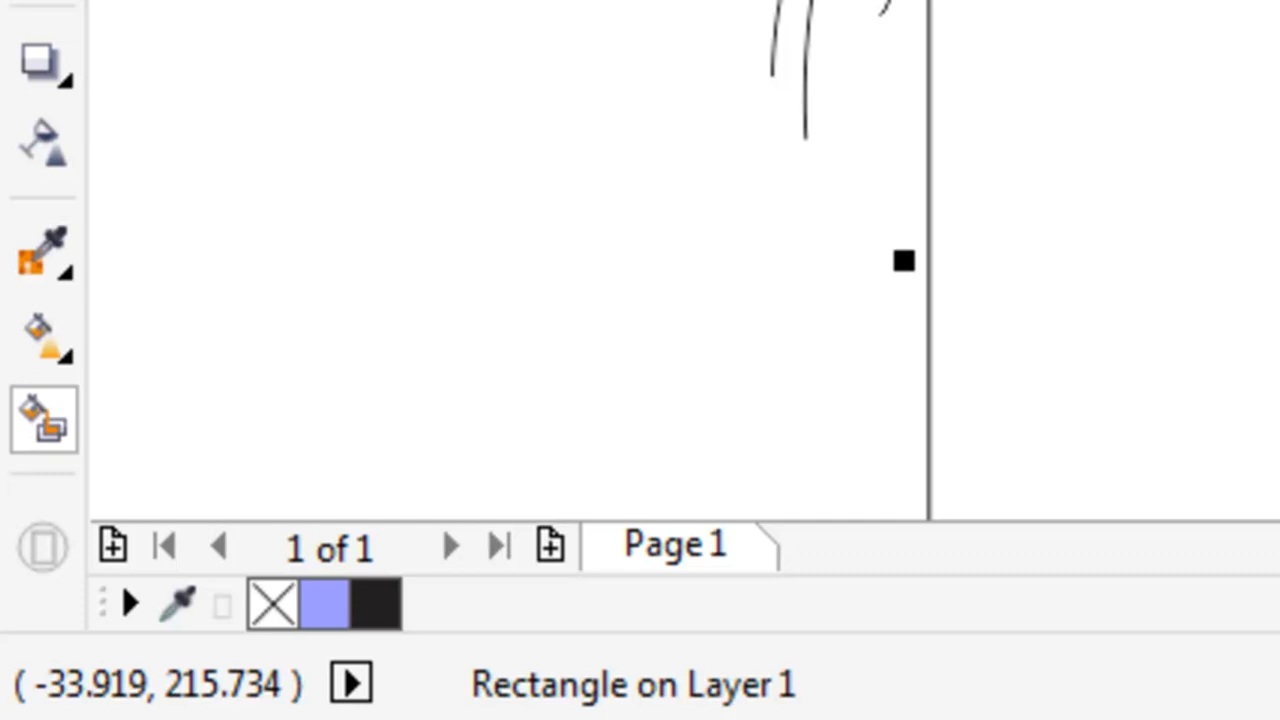 1 of 1
Page 1
( -33.919, 215.734 )
Rectangle on Layer 1